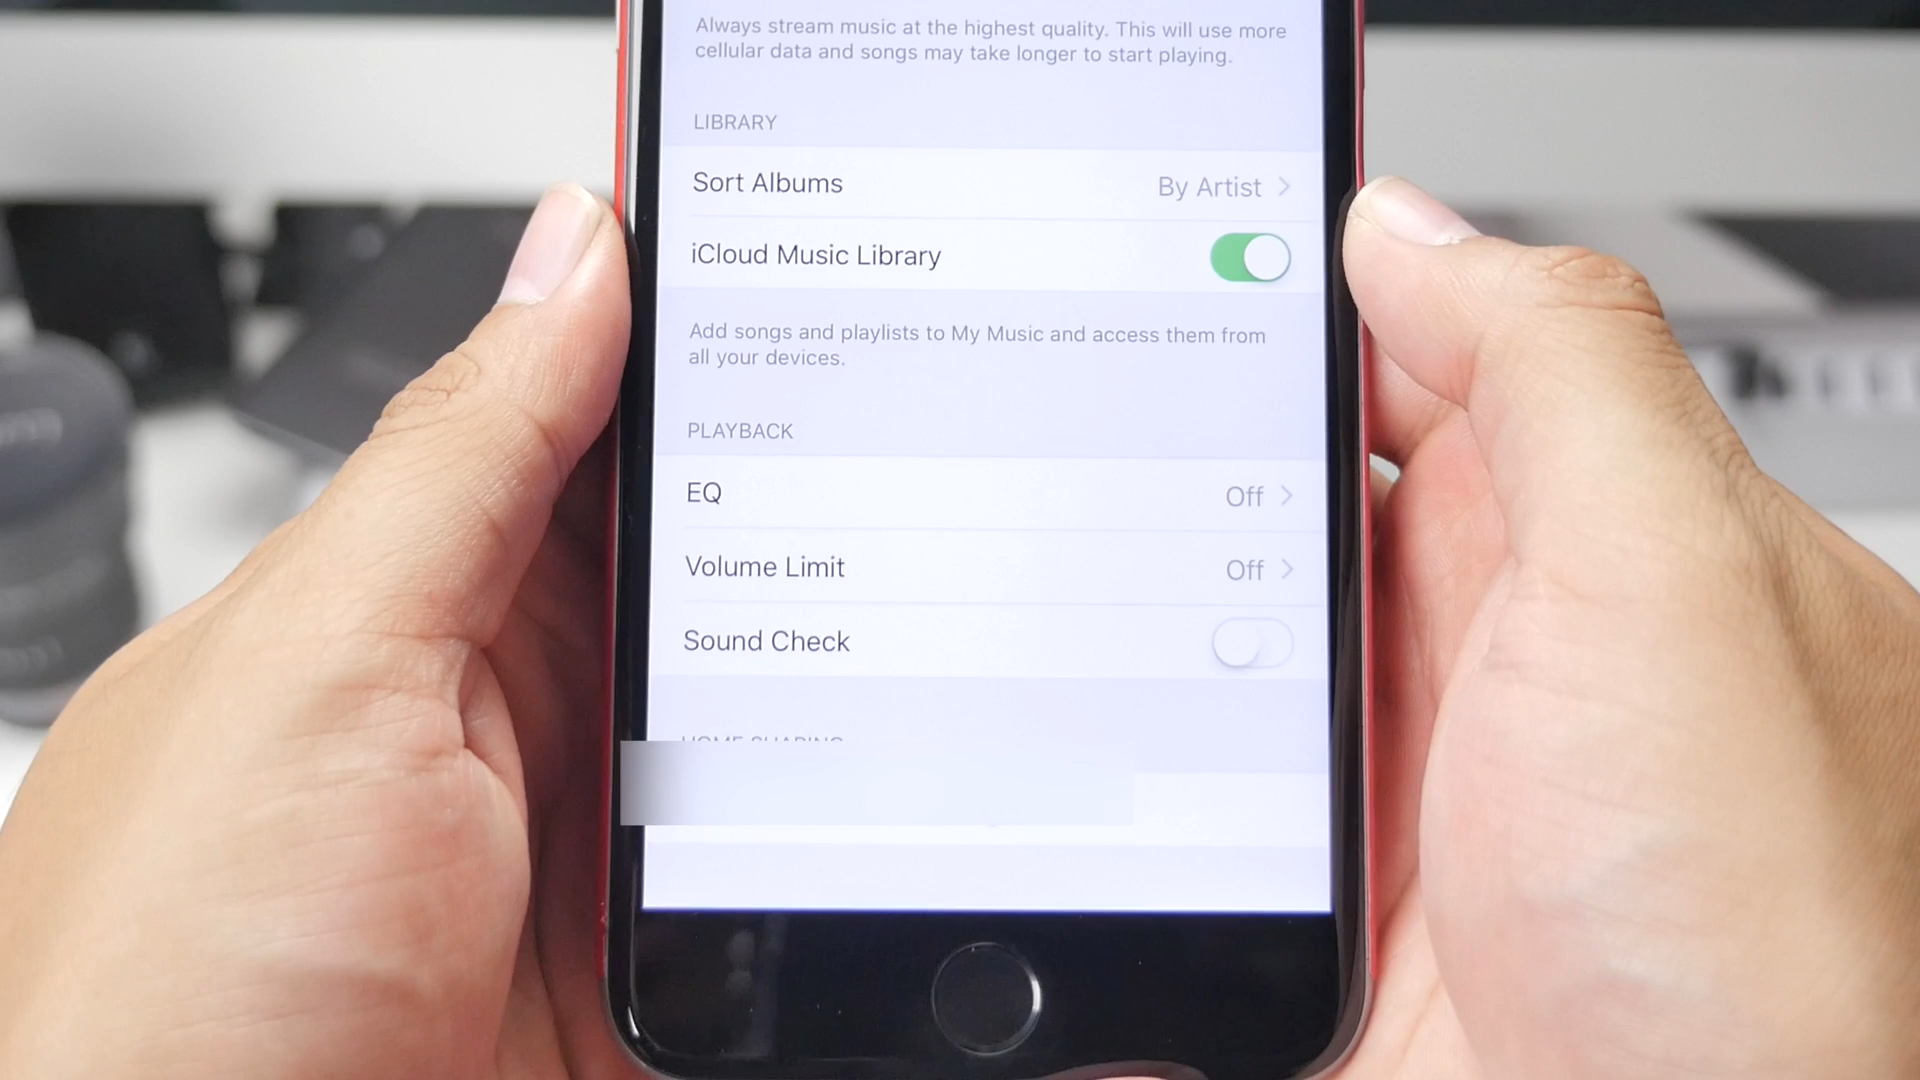 Always stream music at the highest quality. This will use more
cellular data and songs may take longer to start playing.
LIBRARY
Sort Albums By Artist
iCloud Music Library
Add songs and playlists to My Music and access them from
all your devices.
PLAYBACK
EQ Off
Volume Limit Off
Sound Check
HOME SHARING